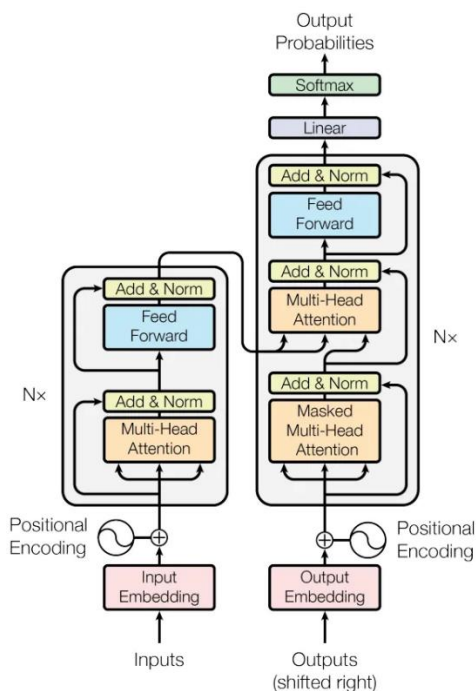 Output
Probabilities
Softmax
Linear
Add & Norm
Feed
Forward
Add & Norm
Multi-Head
Attention
Nx
Add & Norm
Masked
Multi-Head
Attention
Add & Norm
Feed
Forward
Nx
Add & Norm
Multi-Head
Attention
Positional
Encoding
Positional
Encoding
Input
Embedding
Output
Embedding
Inputs
Outputs
(shifted right)